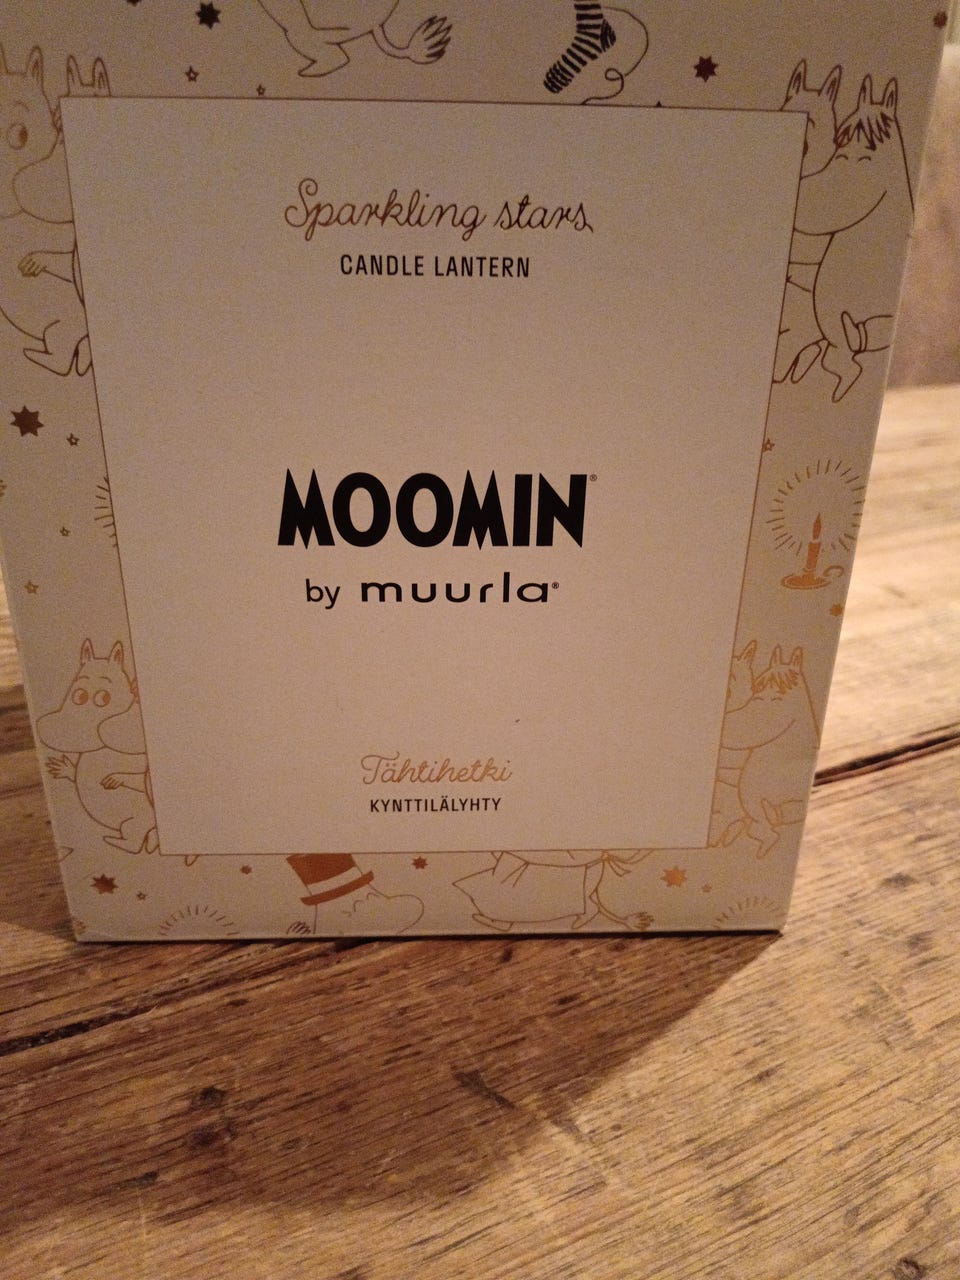 Sparkling stars
CANDLE LANTERN
MOOMIN®
by muurla®
Tähtihetki
KYNTTILÄLYHTY